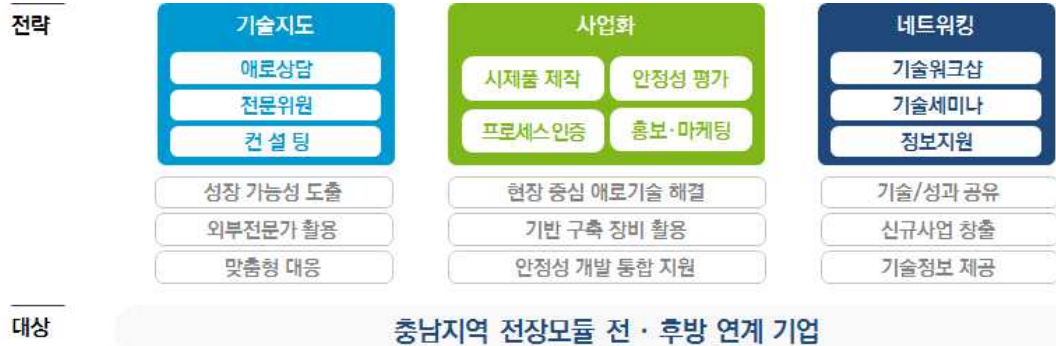 전략
기술지도
애로상담
전문위원
컨 설 팅
성장 가능성 도출
외부전문가 활용
맞춤형 대응
사업화
시제품 제작
안정성 평가
프로세스인증
홍보·마케팅
현장 중심 애로기술 해결
기반 구축 장비 활용
안정성 개발 통합 지원
네트워킹
기술워크샵
기술세미나
정보지원
기술/성과 공유
신규사업 창출
기술정보 제공
대상
충남지역 전장모듈 전 · 후방 연계 기업